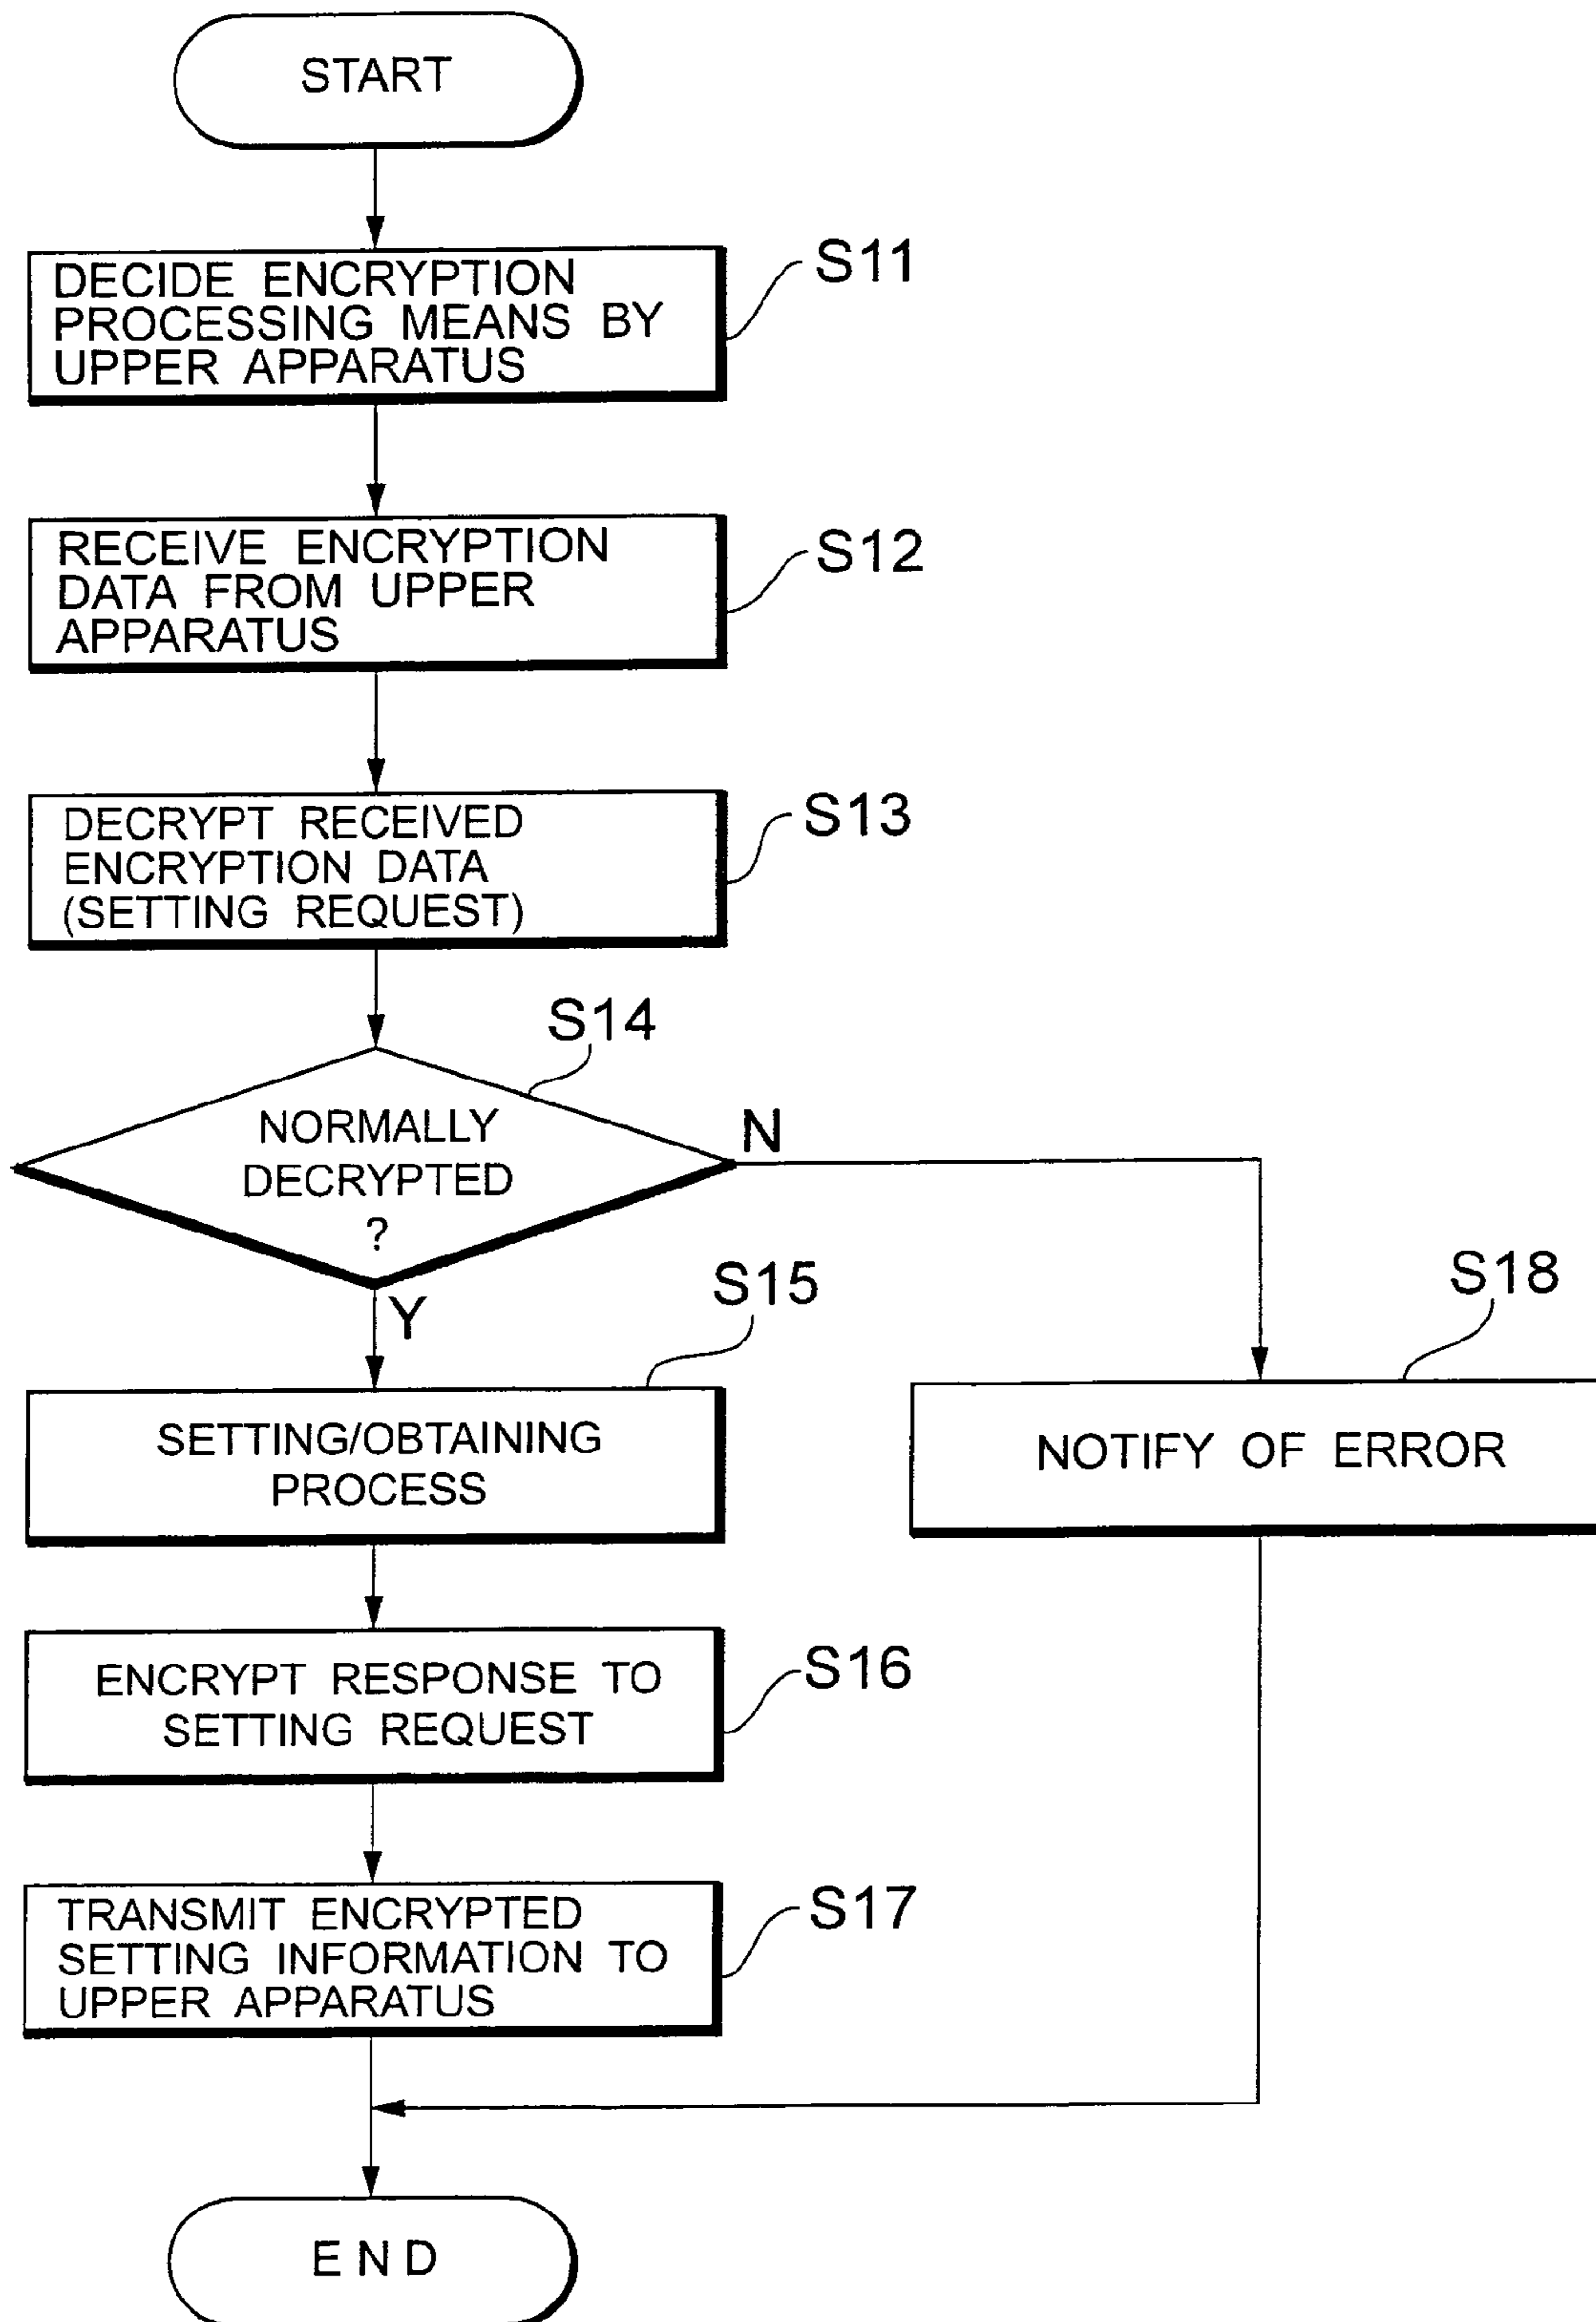 START
DECIDE ENCRYPTION
PROCESSING MEANS BY
UPPER APPARATUS
S11
RECEIVE ENCRYPTION
DATA FROM UPPER
APPARATUS
S12
DECRYPT RECEIVED
ENCRYPTION DATA
(SETTING REQUEST)
S13
S14
NORMALLY
DECRYPTED
?
N
Y
S15
SETTING/OBTAINING
PROCESS
S18
NOTIFY OF ERROR
ENCRYPT RESPONSE TO
SETTING REQUEST
S16
TRANSMIT ENCRYPTED
SETTING INFORMATION TO
UPPER APPARATUS
S17
END